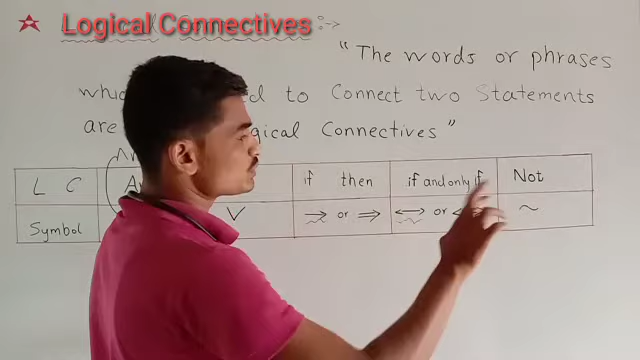 Logical Connectives :->
"The words or phrases
to Connect two Statements
are Connectives"
L C if then if and only if Not
Symbol ∨ → or ⇒ ↔ or ~